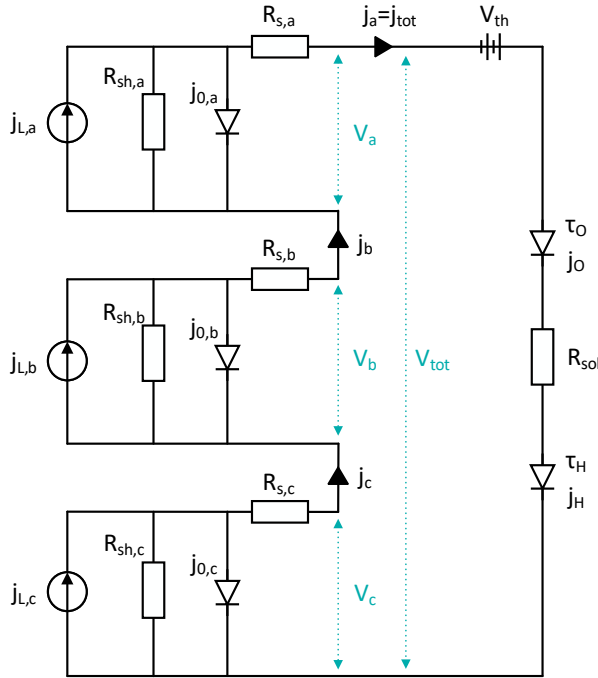 R_s,a
j_a=j_tot
V_th
R_sh,a
j_0,a
j_L,a
V_a
R_s,b
j_b
τ_O
j_O
R_sh,b
j_0,b
j_L,b
V_b
V_tot
R_sol
R_s,c
j_c
τ_H
j_H
R_sh,c
j_0,c
j_L,c
V_c